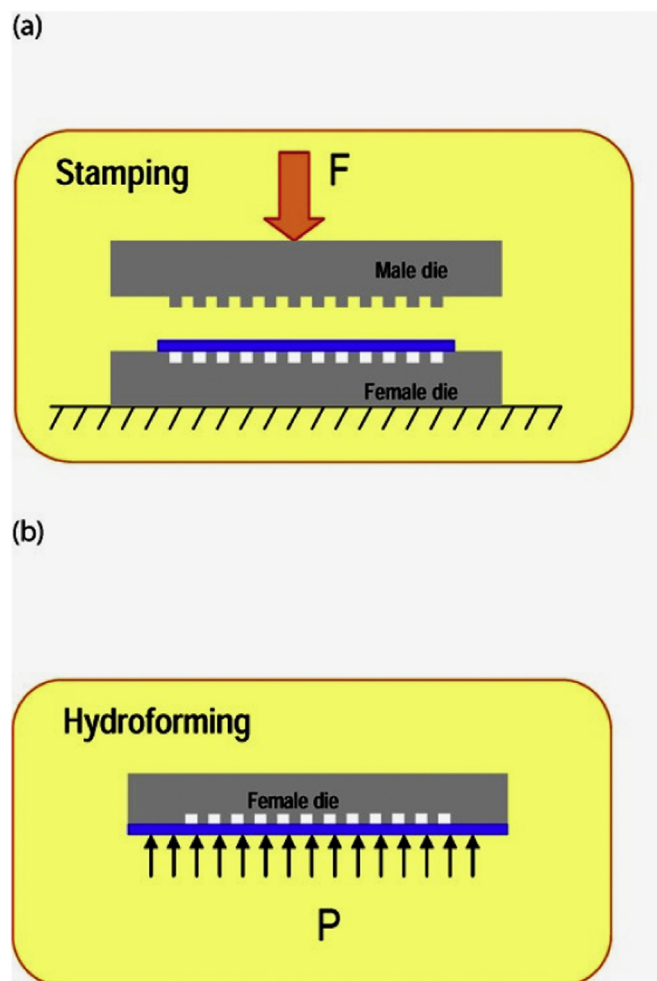 (a)
Stamping
F
Male die
Female die
(b)
Hydroforming
Female die
P